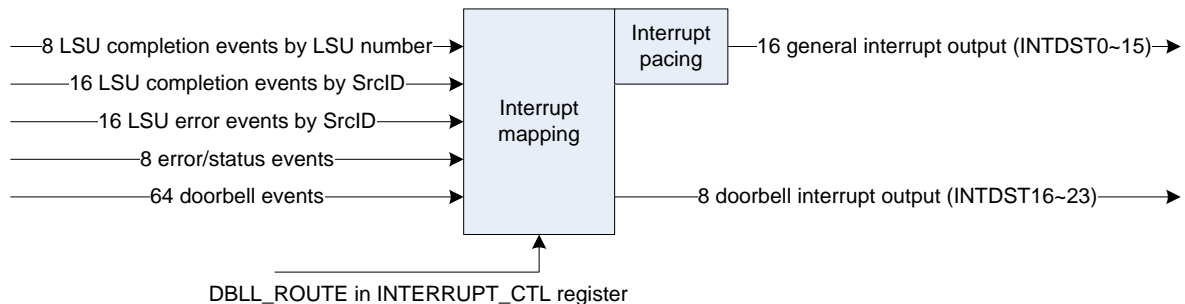 8 LSU completion events by LSU number
16 LSU completion events by SrcID
16 LSU error events by SrcID
8 error/status events
64 doorbell events
Interrupt
mapping
Interrupt
pacing
16 general interrupt output (INTDST0~15)
8 doorbell interrupt output (INTDST16~23)
DBLL_ROUTE in INTERRUPT_CTL register